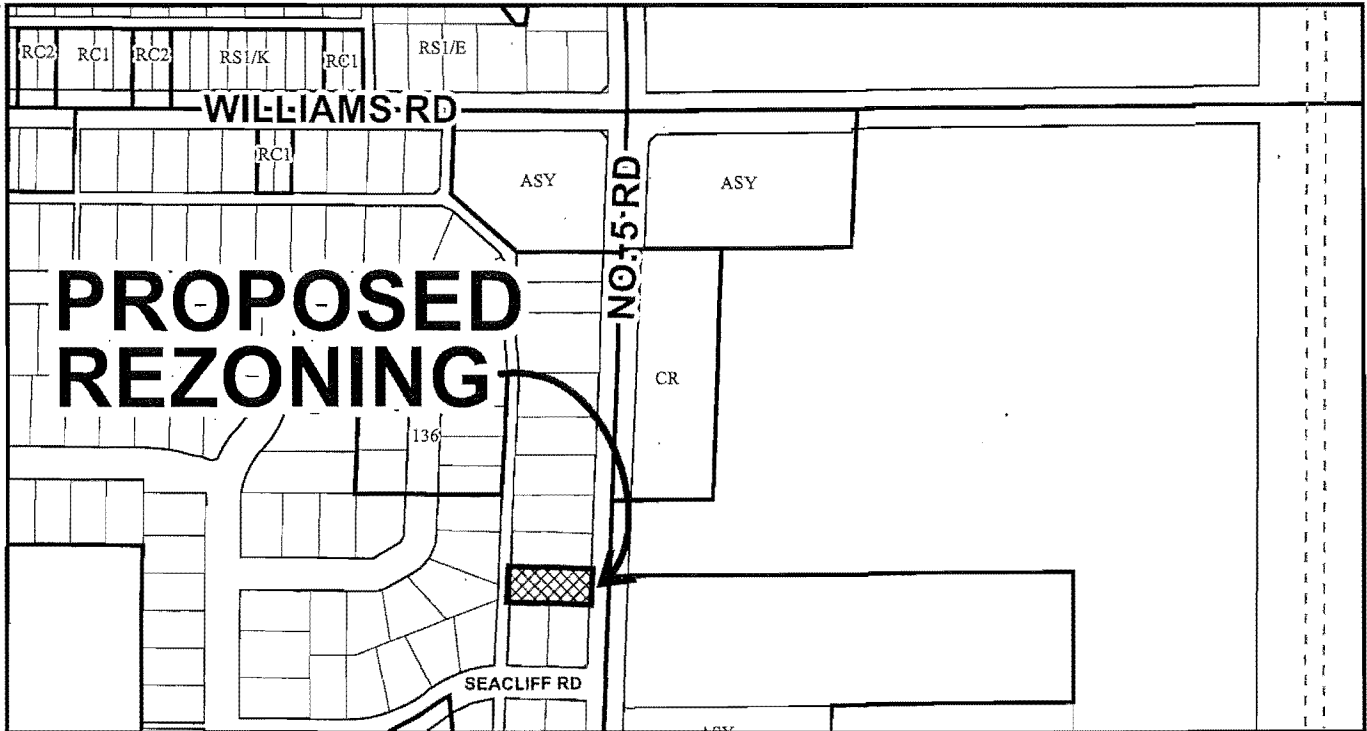 RC2
RC1
RC2
RS1/K
RC1
RS1/E
WILLIAMS RD
RC1
ASY
NO. 5 RD
ASY
PROPOSED
REZONING
CR
136
SEACLIFF RD
ASY